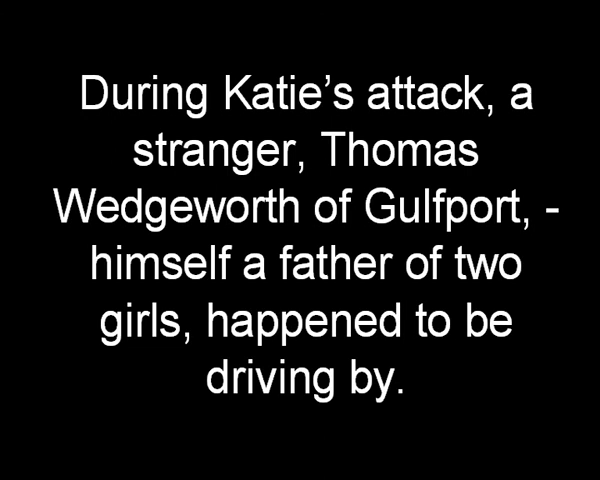 During Katie’s attack, a
stranger, Thomas
Wedgeworth of Gulfport, -
himself a father of two
girls, happened to be
driving by.